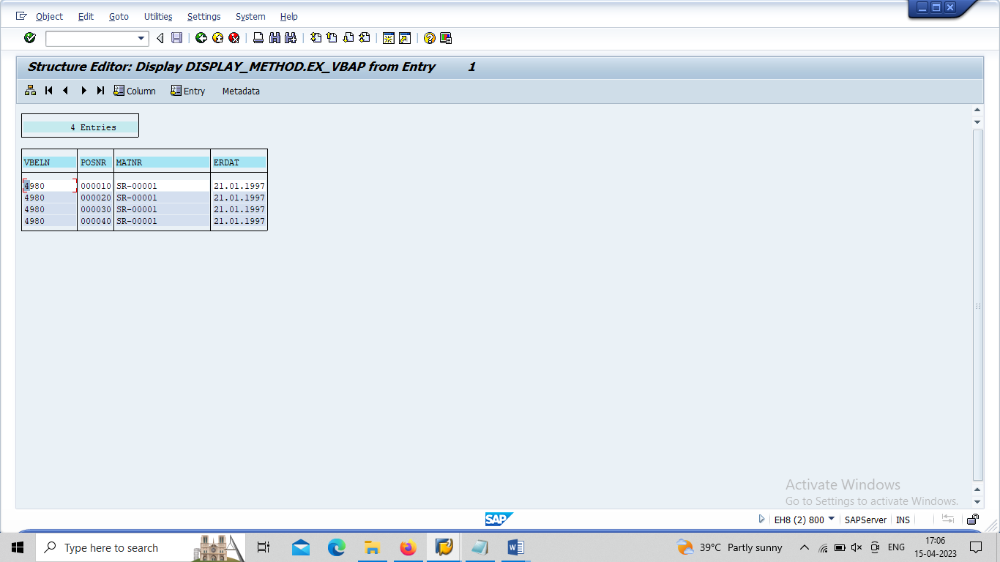 Object Edit Goto Utilities Settings System Help
Structure Editor: Display DISPLAY_METHOD.EX_VBAP from Entry 1
Column Entry Metadata
4 Entries
VBELN POSNR MATNR ERDAT
4980 000010 SR-00001 21.01.1997
4980 000020 SR-00001 21.01.1997
4980 000030 SR-00001 21.01.1997
4980 000040 SR-00001 21.01.1997
Activate Windows
Go to Settings to activate Windows.
SAP EH8 (2) 800 SAPServer INS
Type here to search 39°C Partly sunny ENG 17:06
15-04-2023